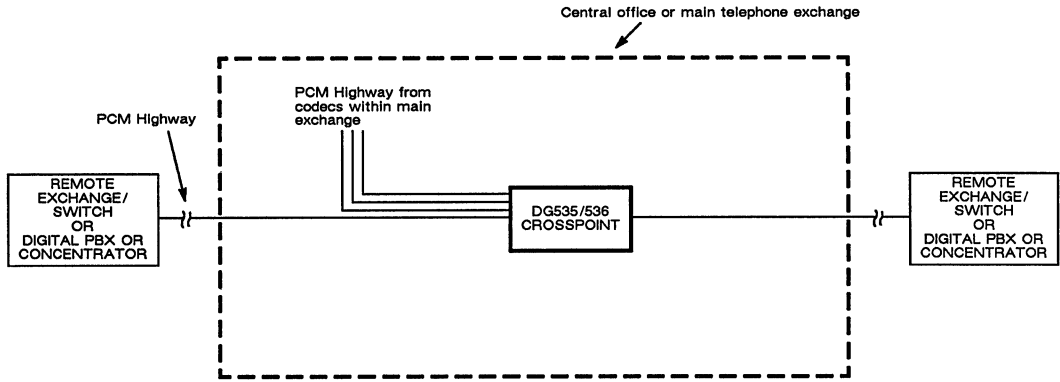 Central office or main telephone exchange
PCM Highway from
codecs within main
exchange
PCM Highway
REMOTE
EXCHANGE/
SWITCH
OR
DIGITAL PBX OR
CONCENTRATOR
DG535/536
CROSSPOINT
REMOTE
EXCHANGE/
SWITCH
OR
DIGITAL PBX OR
CONCENTRATOR